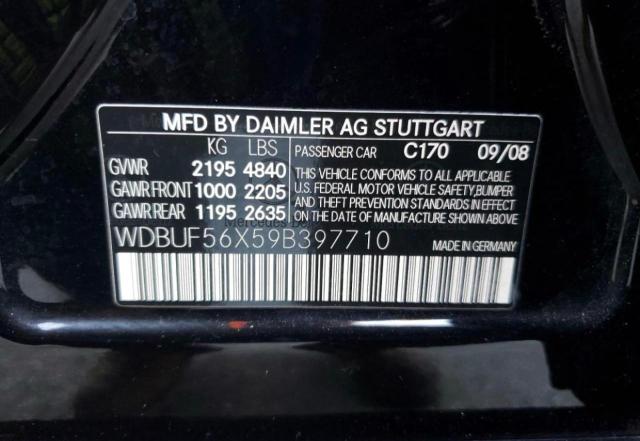 MFD BY DAIMLER AG STUTTGART
KG LBS PASSENGER CAR C170 09/08
GVWR 2195 4840
GAWR FRONT 1000 2205
GAWR REAR 1195 2635
THIS VEHICLE CONFORMS TO ALL APPLICABLE
U.S. FEDERAL MOTOR VEHICLE SAFETY,BUMPER
AND THEFT PREVENTION STANDARDS IN EFFECT
ON THE DATE OF MANUFACTURE SHOWN ABOVE.
WDBUF56X59B397710 MADE IN GERMANY